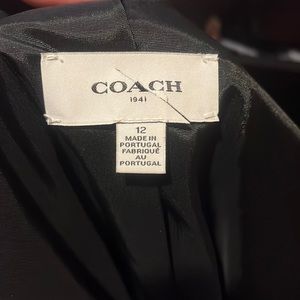 COACH
1941
12
MADE IN
PORTUGAL
FABRIQUÉ
AU
PORTUGAL